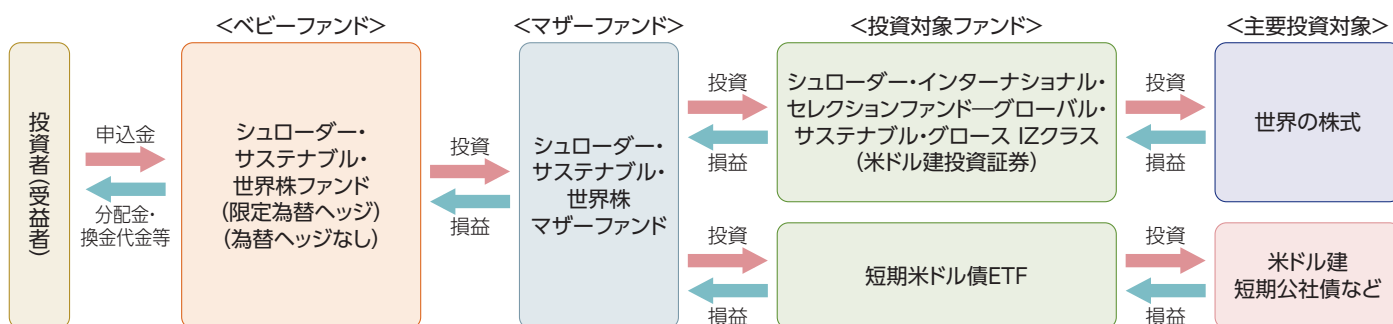 <ベビーファンド>
<マザーファンド>
<投資対象ファンド>
<主要投資対象>
投資者(受益者)
申込金
分配金・
換金代金等
シュローダー・
サステナブル・
世界株ファンド
(限定為替ヘッジ)
(為替ヘッジなし)
投資
損益
シュローダー・
サステナブル・
世界株
マザーファンド
投資
損益
シュローダー・インターナショナル・
セレクションファンド―グローバル・
サステナブル・グロース IZクラス
(米ドル建投資証券)
投資
損益
世界の株式
投資
損益
短期米ドル債ETF
投資
損益
米ドル建
短期公社債など